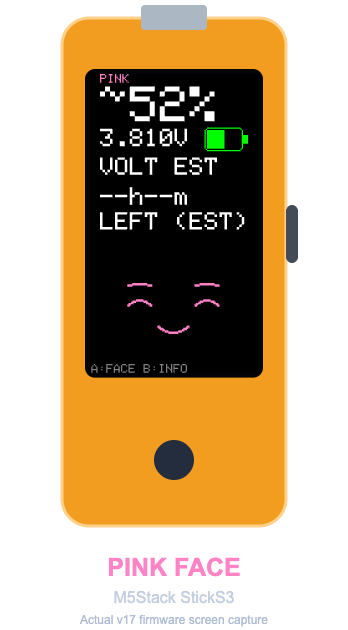 PINK
~52%
3.810V
VOLT EST
--h--m
LEFT (EST)
A:FACE B:INFO
PINK FACE
M5Stack StickS3
Actual v17 firmware screen capture